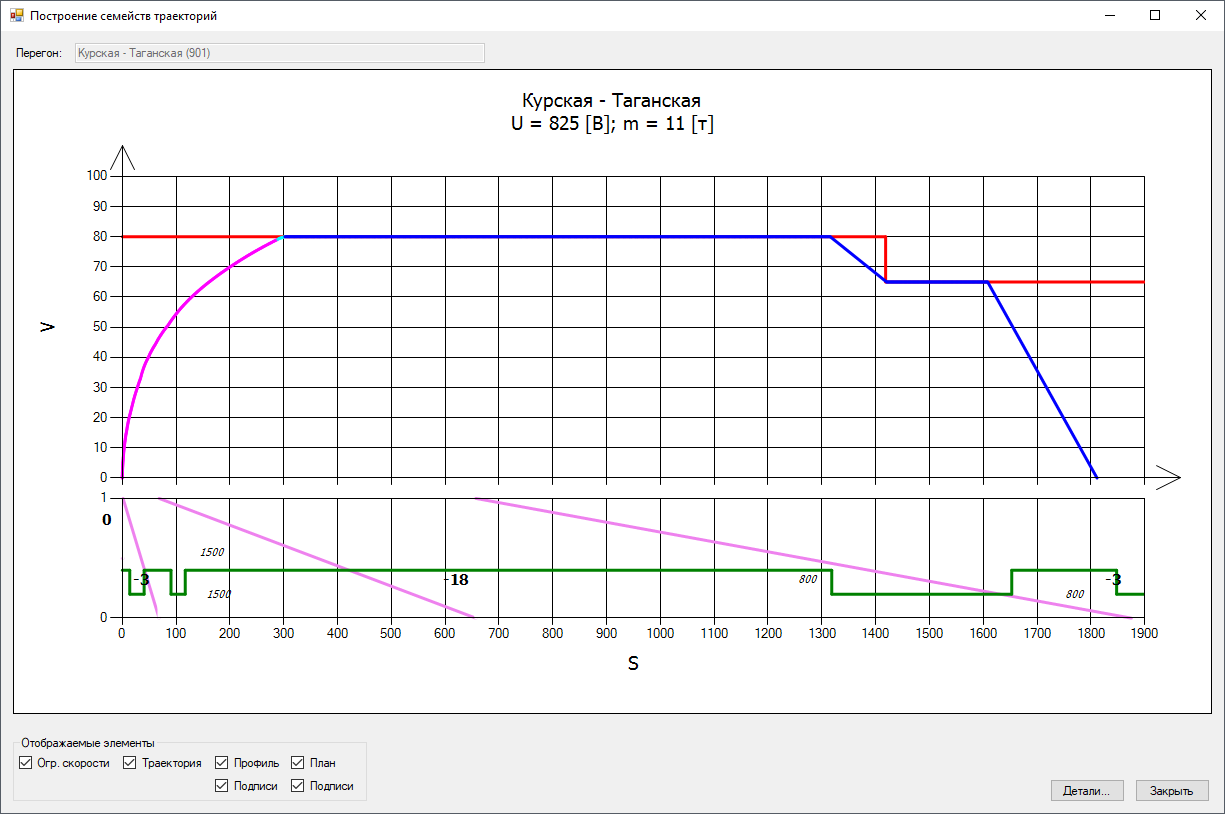 Построение семейств траекторий
Перегон: Курская - Таганская (901)
Курская - Таганская
U = 825 [В]; m = 11 [т]
100
90
80
70
60
50
40
30
20
10
0
V
1
0
1500
-3
-18
800
-3
1500
800
0
0 100 200 300 400 500 600 700 800 900 1000 1100 1200 1300 1400 1500 1600 1700 1800 1900
S
Отображаемые элементы
Огр. скорости Траектория Профиль План
Подписи Подписи
Детали... Закрыть